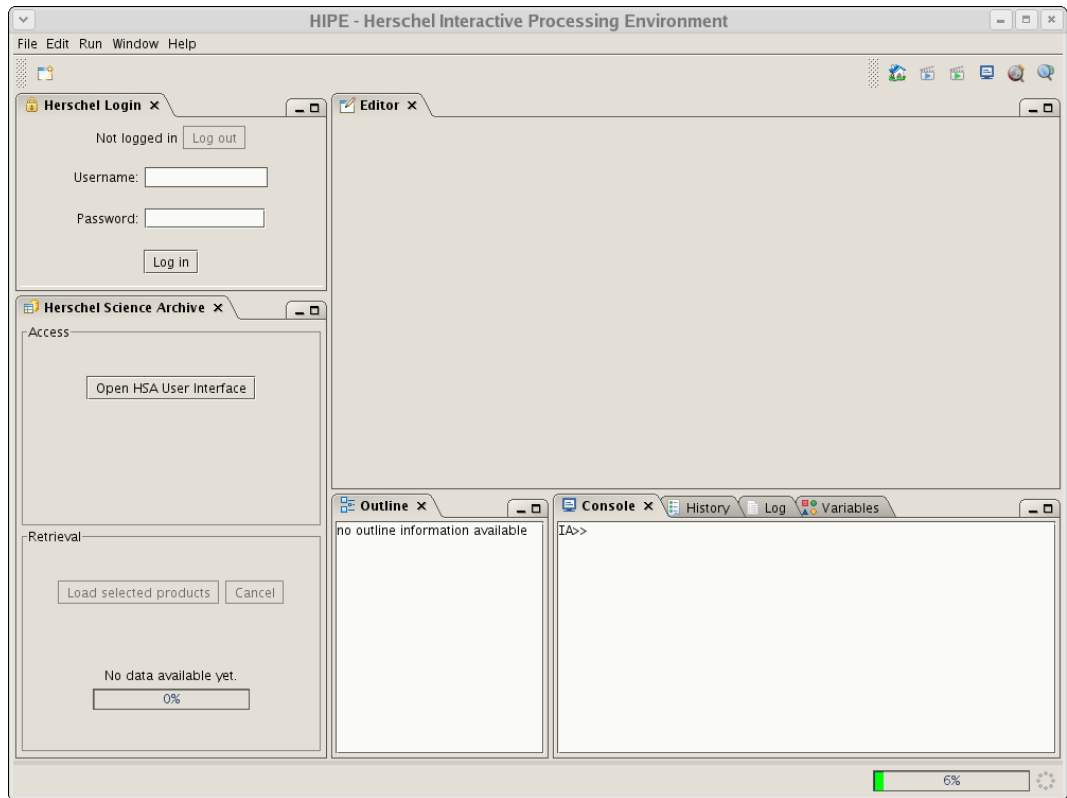 HIPE - Herschel Interactive Processing Environment
File Edit Run Window Help
Herschel Login
Not logged in Log out
Username:
Password:
Log in
Editor
Herschel Science Archive
Access
Open HSA User Interface
Retrieval
Load selected products Cancel
No data available yet.
0%
Outline
no outline information available
Console History Log Variables
IA>>
6%